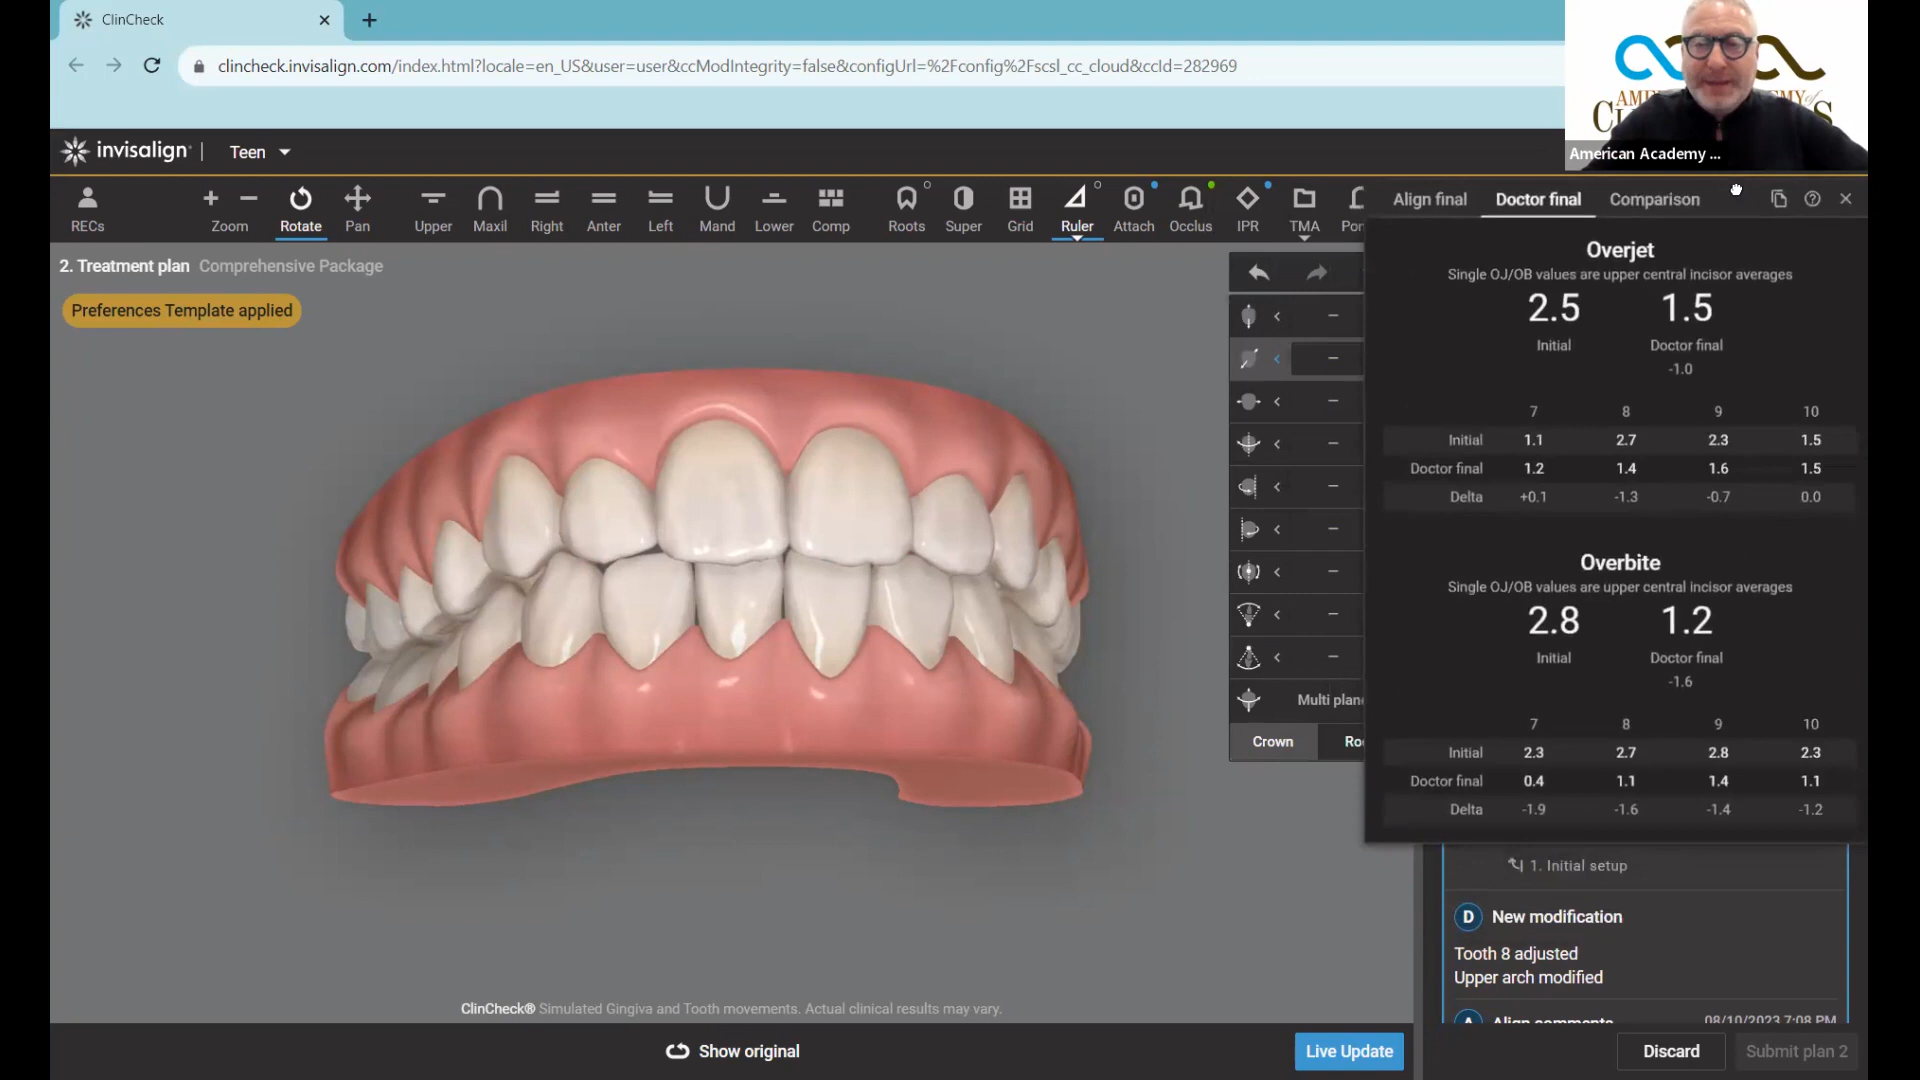 ClinCheck
clincheck.invisalign.com/index.html?locale=en_US&user=user&ccModIntegrity=false&configUrl=%2Fconfig%2Fscsl_cc_cloud&ccId=282969
American Academy ...
invisalign
Teen
RECs
Zoom
Rotate
Pan
Upper
Maxil
Right
Anter
Left
Mand
Lower
Comp
Roots
Super
Grid
Ruler
Attach
Occlus
IPR
TMA
2. Treatment plan Comprehensive Package
Preferences Template applied
Crown
Align final Doctor final Comparison
Overjet
Single OJ/OB values are upper central incisor averages
2.5 1.5
Initial Doctor final
-1.0
7 8 9 10
Initial 1.1 2.7 2.3 1.5
Doctor final 1.2 1.4 1.6 1.5
Delta +0.1 -1.3 -0.7 0.0
Overbite
Single OJ/OB values are upper central incisor averages
2.8 1.2
Initial Doctor final
-1.6
7 8 9 10
Initial 2.3 2.7 2.8 2.3
Doctor final 0.4 1.1 1.4 1.1
Delta -1.9 -1.6 -1.4 -1.2
1. Initial setup
D New modification
Tooth 8 adjusted
Upper arch modified
Align comments 08/10/2023 7:08 PM
ClinCheck® Simulated Gingiva and Tooth movements. Actual clinical results may vary.
Show original
Live Update
Discard
Submit plan 2